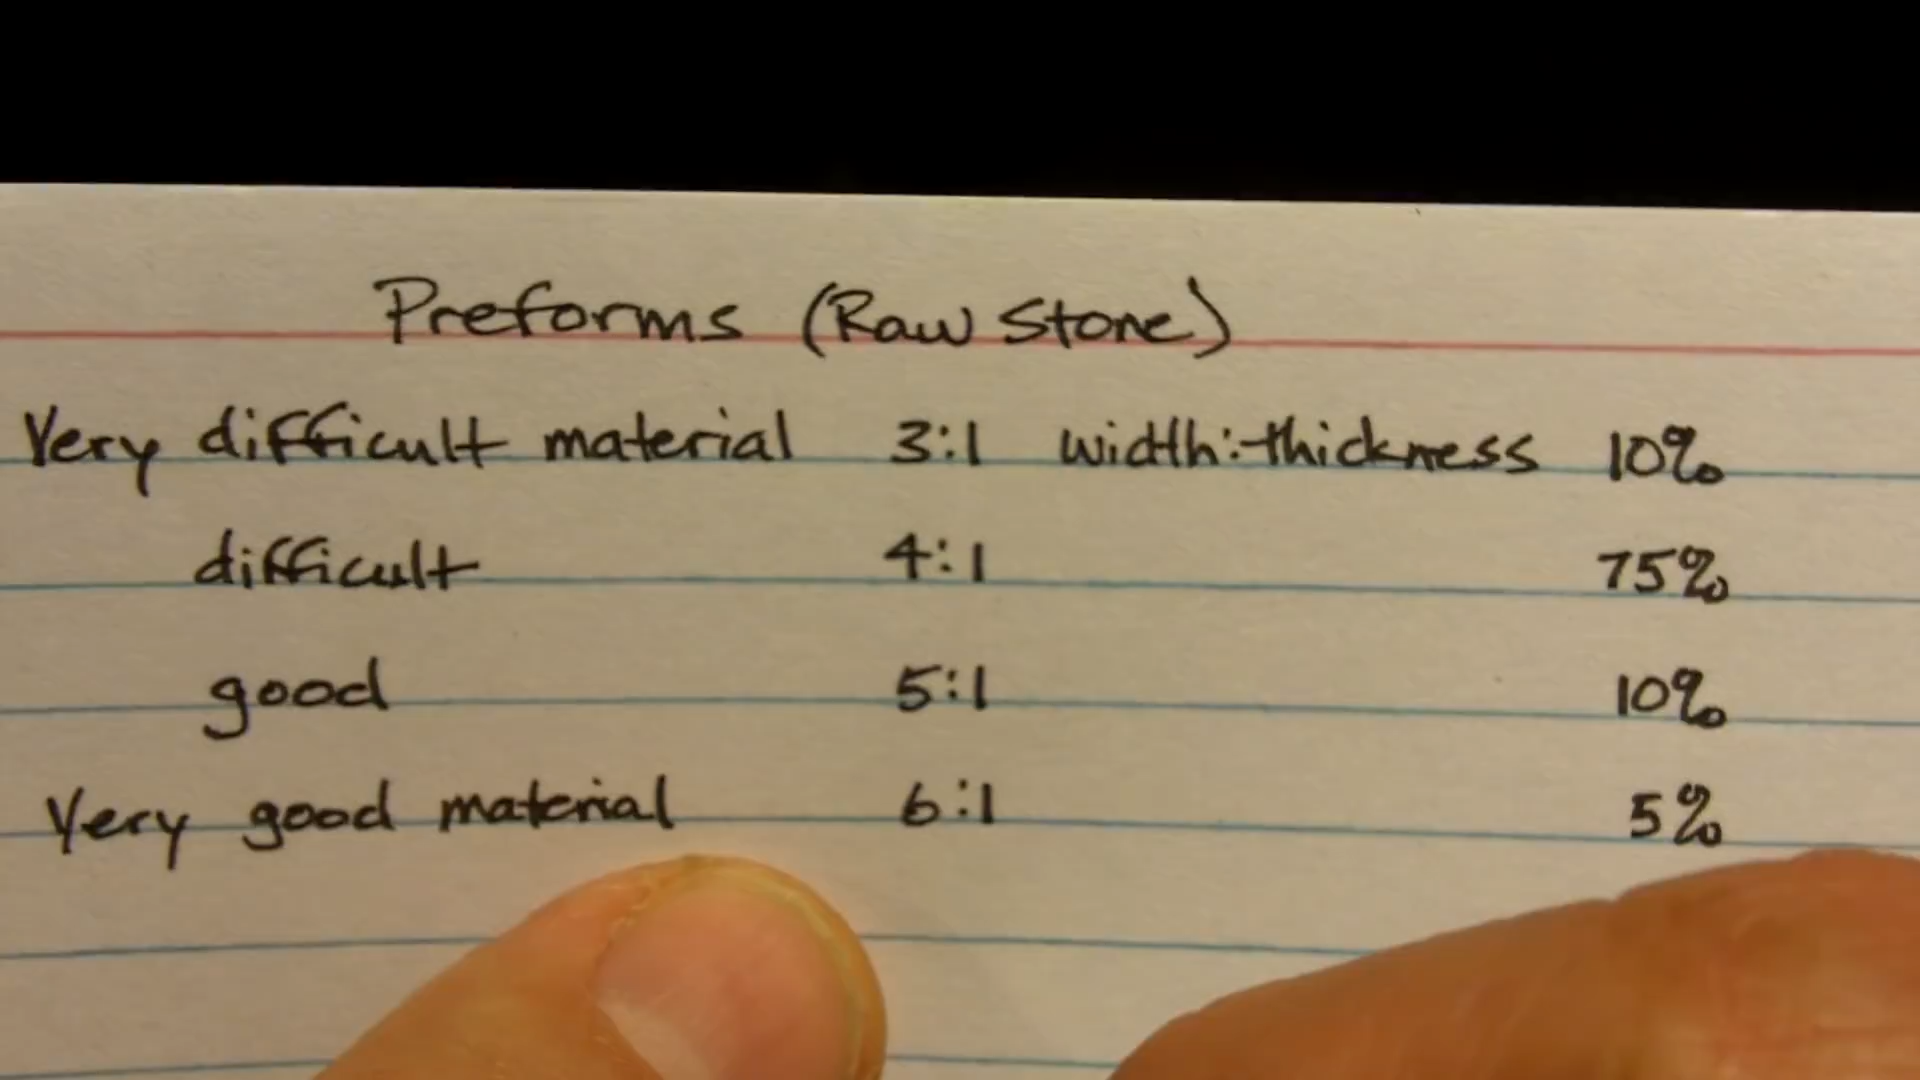 Preforms (Raw Stone)
Very difficult material 3:1 width:thickness 10%
difficult 4:1 75%
good 5:1 10%
Very good material 6:1 5%